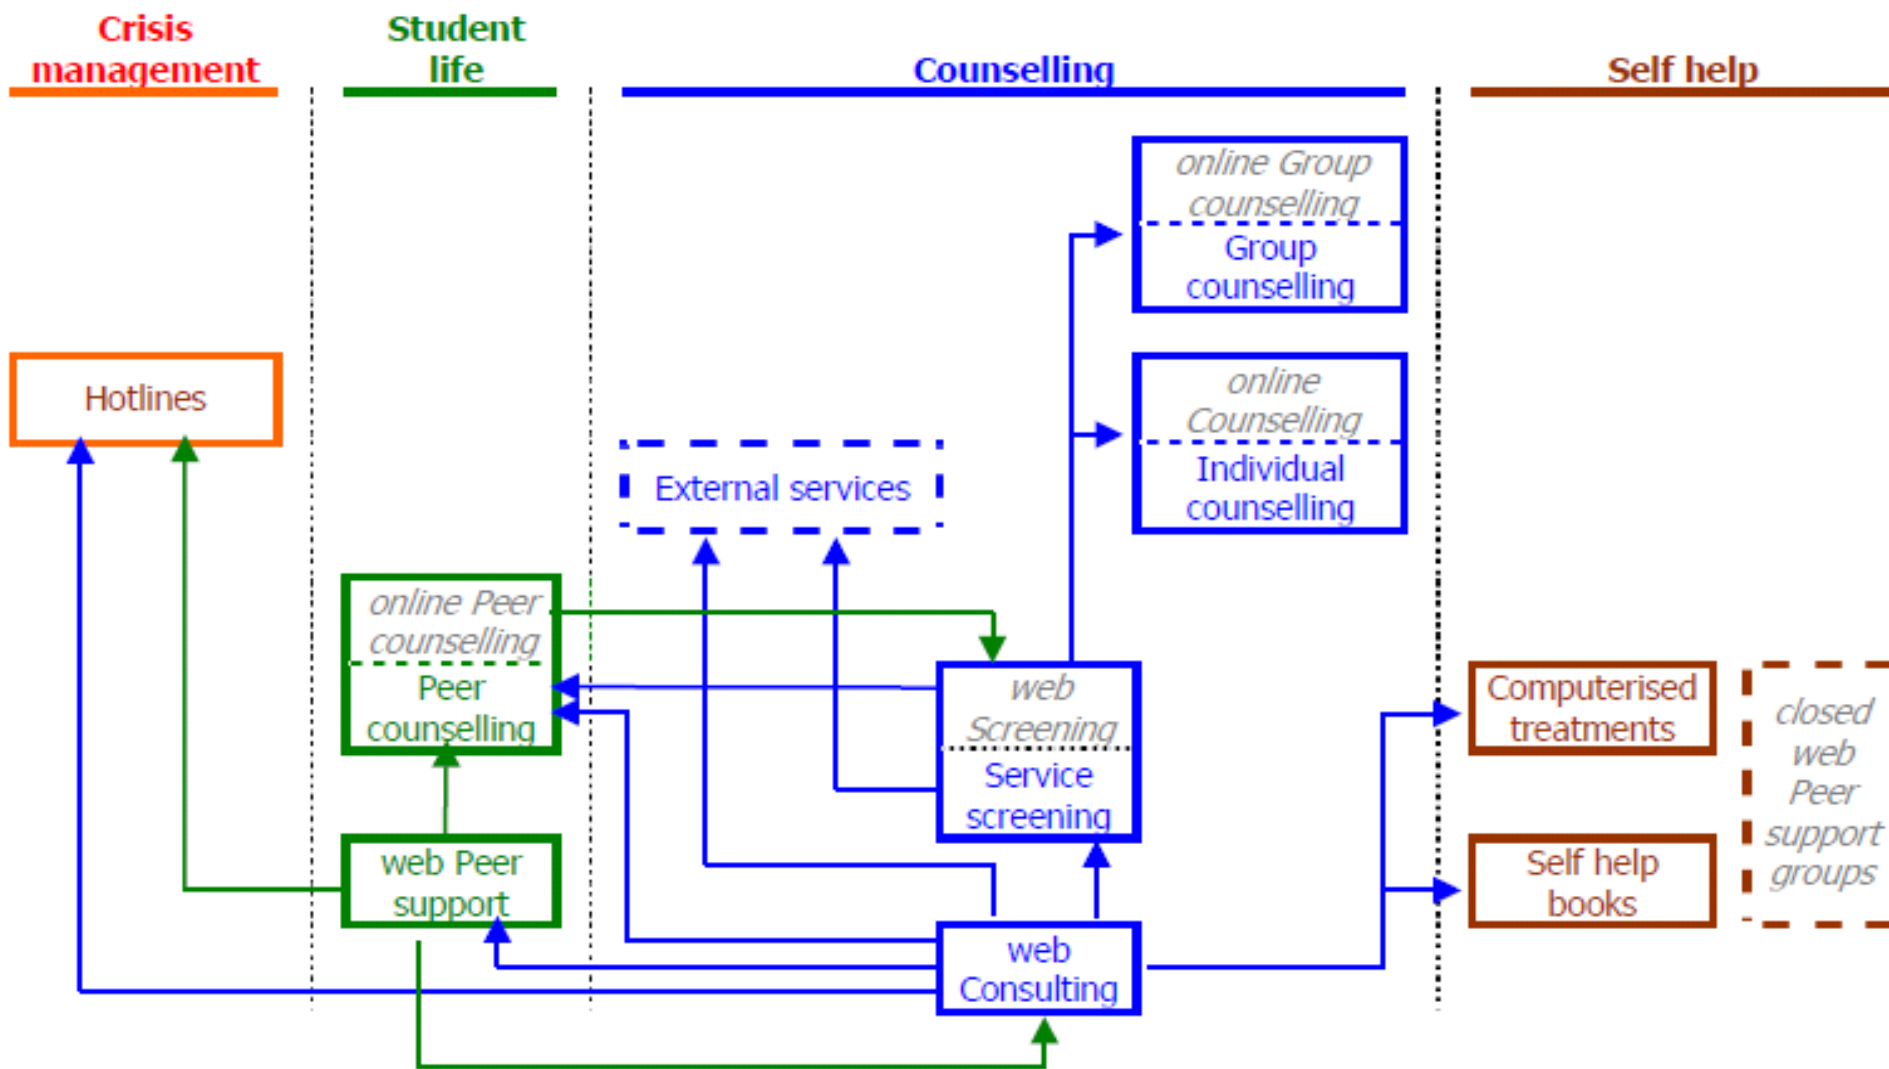 Crisis
management
Student
life
Counselling
Self help
online Group
counselling
Group
counselling
Hotlines
online
Counselling
Individual
counselling
External services
online Peer
counselling
Peer
counselling
web
Screening
Service
screening
Computerised
treatments
closed
web
Peer
support
groups
web Peer
support
Self help
books
web
Consulting